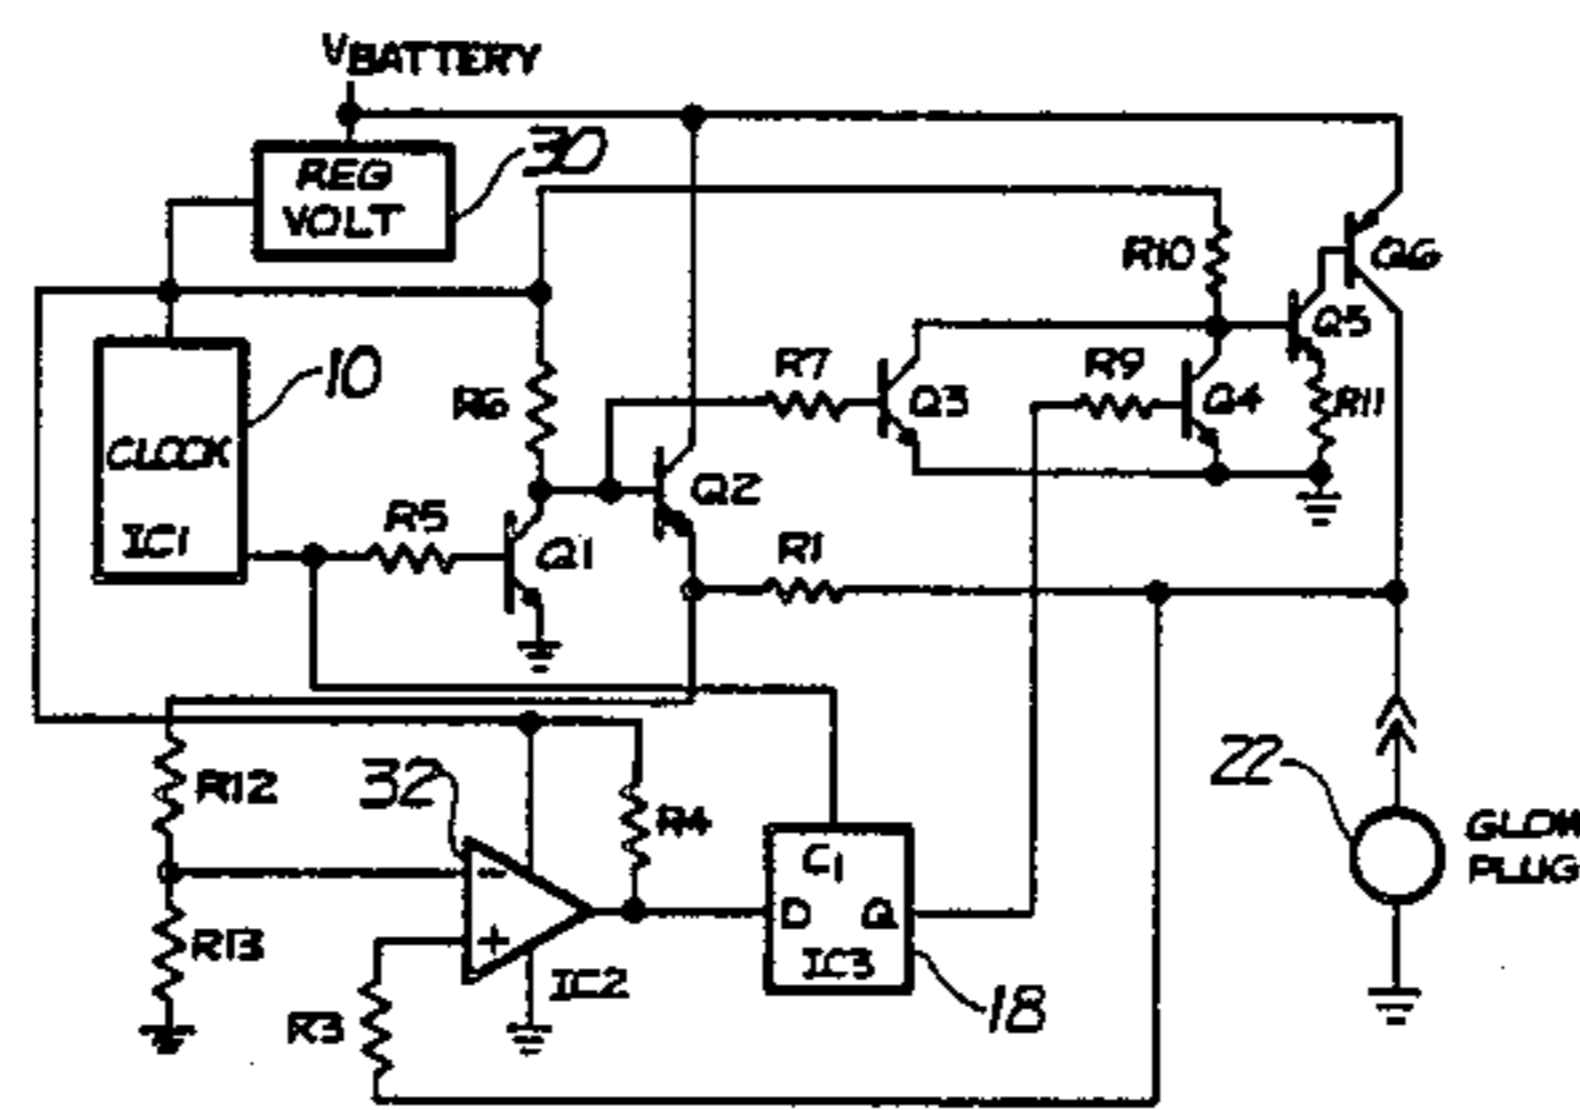 VBATTERY
REG
VOLT
30
R10
Q6
Q5
10
R6
R7
Q3
R9
Q4
R11
CLOCK
IC1
R5
Q1
Q2
R1
R12
32
R4
22
GLOW
PLUG
C1
D
Q
IC3
18
R13
-
+
IC2
R3